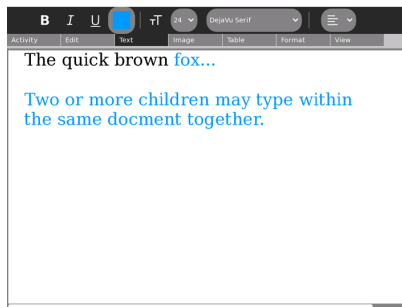 B I U TT 24 DejaVu Serif
Activity Edit Text Image Table Format View
The quick brown fox...
Two or more children may type within
the same docment together.